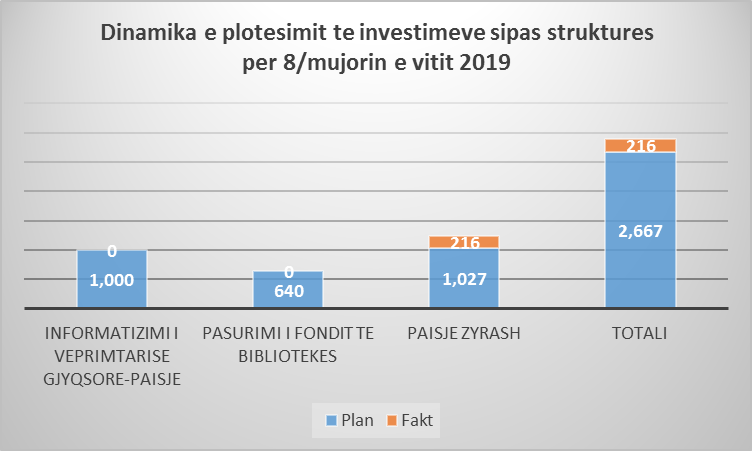 Dinamika e plotesimit te investimeve sipas struktures
per 8/mujorin e vitit 2019
0
1,000
0
640
216
1,027
216
2,667
INFORMATIZIMI I
VEPRIMTARISE
GJYQSORE-PAISJE
PASURIMI I FONDIT TE
BIBLIOTEKES
PAISJE ZYRASH
TOTALI
Plan
Fakt